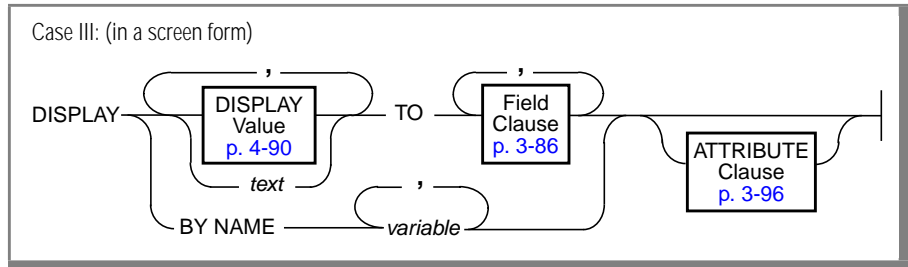 Case III: (in a screen form)
, ,
DISPLAY DISPLAY Value p. 4-90 TO Field Clause p. 3-86
text
ATTRIBUTE Clause p. 3-96
,
BY NAME variable